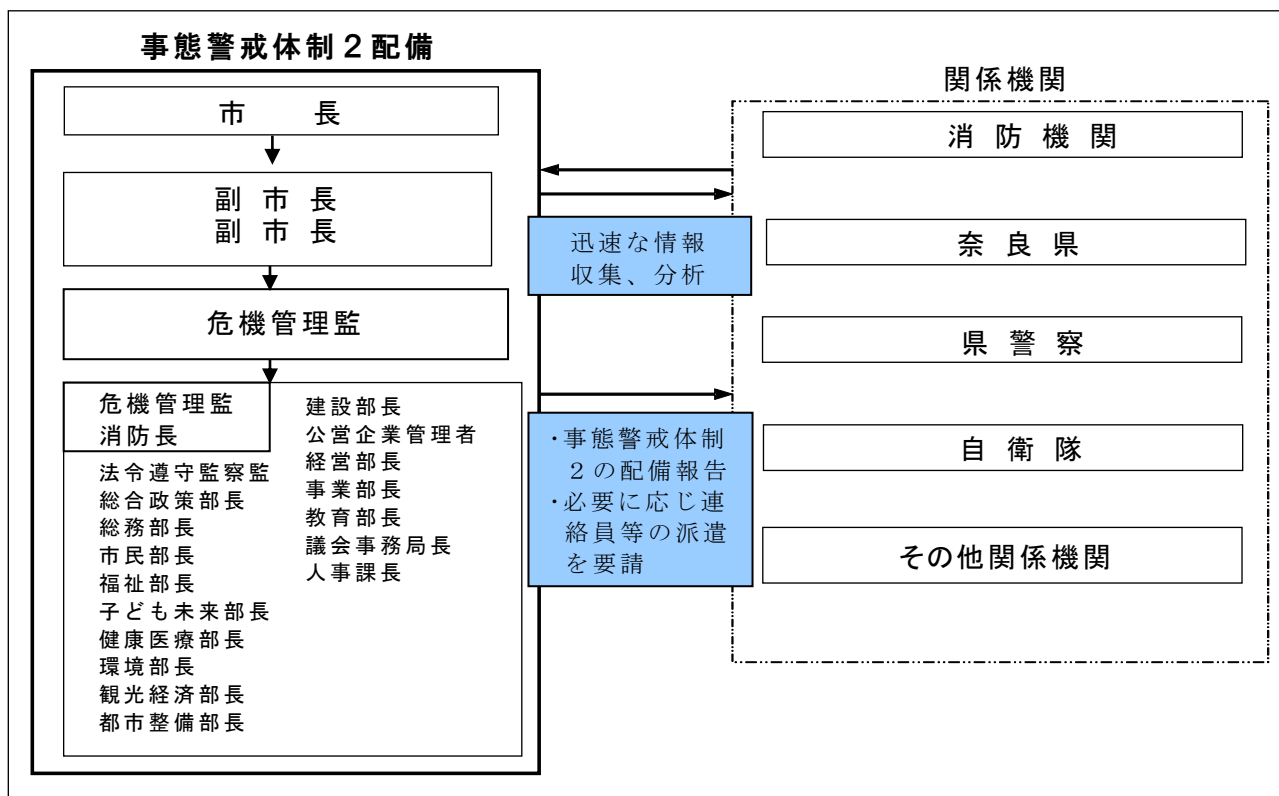 事態警戒体制２配備
市　　長
副 市 長
副 市 長
危機管理監
危機管理監
消防長
法令遵守監察監
総合政策部長
総務部長
市民部長
福祉部長
子ども未来部長
健康医療部長
環境部長
観光経済部長
都市整備部長
建設部長
公営企業管理者
経営部長
事業部長
教育部長
議会事務局長
人事課長
迅速な情報
収集、分析
・事態警戒体制
２の配備報告
・必要に応じ連
絡員等の派遣
を要請
関係機関
消 防 機 関
奈 良 県
県 警 察
自 衛 隊
その他関係機関